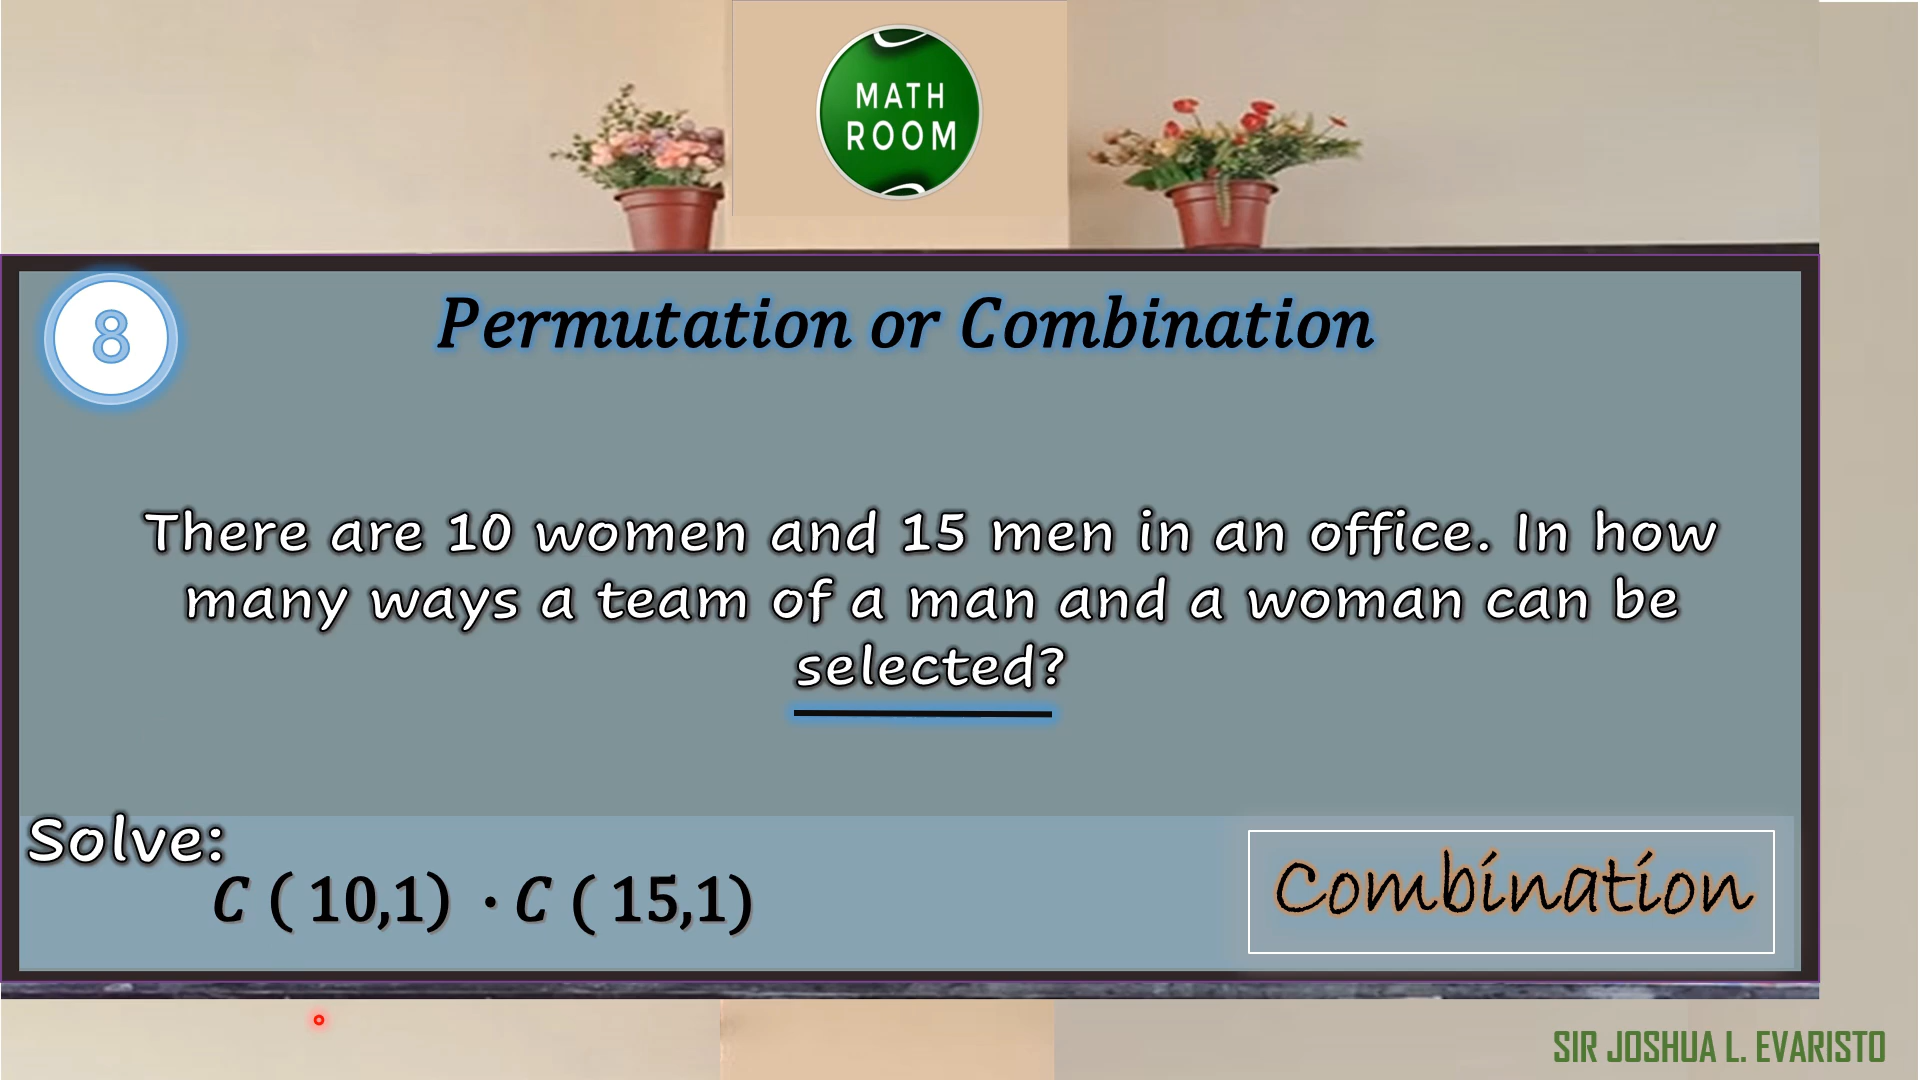 MATH
ROOM
8
Permutation or Combination
There are 10 women and 15 men in an office. In how
many ways a team of a man and a woman can be
selected?
Solve:
C ( 10,1) · C ( 15,1)
Combination
SIR JOSHUA L. EVARISTO